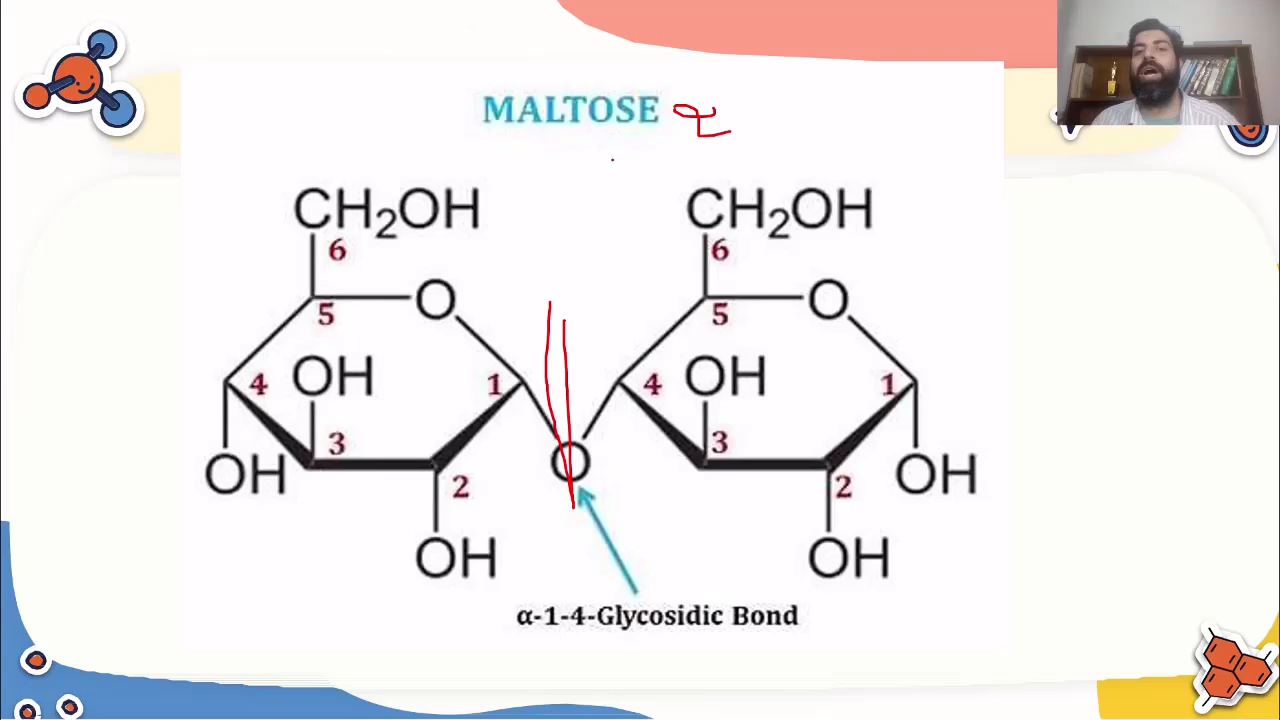 MALTOSE
CH₂OH CH₂OH
6 6
O O
5 5
4 OH 1 4 OH 1
3 3
OH 2 O 2 OH
OH OH
α-1-4-Glycosidic Bond